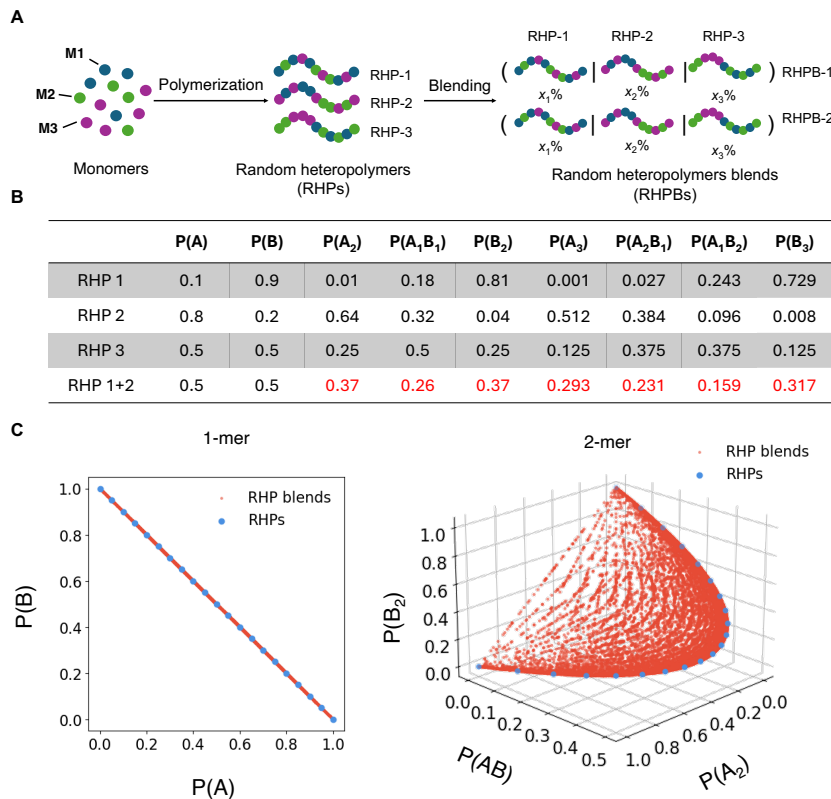 A
M1
M2
M3
Monomers
Polymerization
RHP-1
RHP-2
RHP-3
Random heteropolymers
(RHPs)
Blending
RHP-1 RHP-2 RHP-3
( | | ) RHPB-1
x1% x2% x3%
( | | ) RHPB-2
x1% x2% x3%
Random heteropolymers blends
(RHPBs)
B
P(A) P(B) P(A2) P(A1B1) P(B2) P(A3) P(A2B1) P(A1B2) P(B3)
RHP 1 0.1 0.9 0.01 0.18 0.81 0.001 0.027 0.243 0.729
RHP 2 0.8 0.2 0.64 0.32 0.04 0.512 0.384 0.096 0.008
RHP 3 0.5 0.5 0.25 0.5 0.25 0.125 0.375 0.375 0.125
RHP 1+2 0.5 0.5 0.37 0.26 0.37 0.293 0.231 0.159 0.317
C
1-mer
RHP blends
RHPs
1.0
0.8
0.6
0.4
0.2
0.0
P(B)
0.0 0.2 0.4 0.6 0.8 1.0
P(A)
2-mer
RHP blends
RHPs
1.0
0.8
0.6
0.4
0.2
0.0
P(B2)
0.0 0.1 0.2 0.3 0.4 0.5
P(AB)
1.0 0.8 0.6 0.4 0.2 0.0
P(A2)